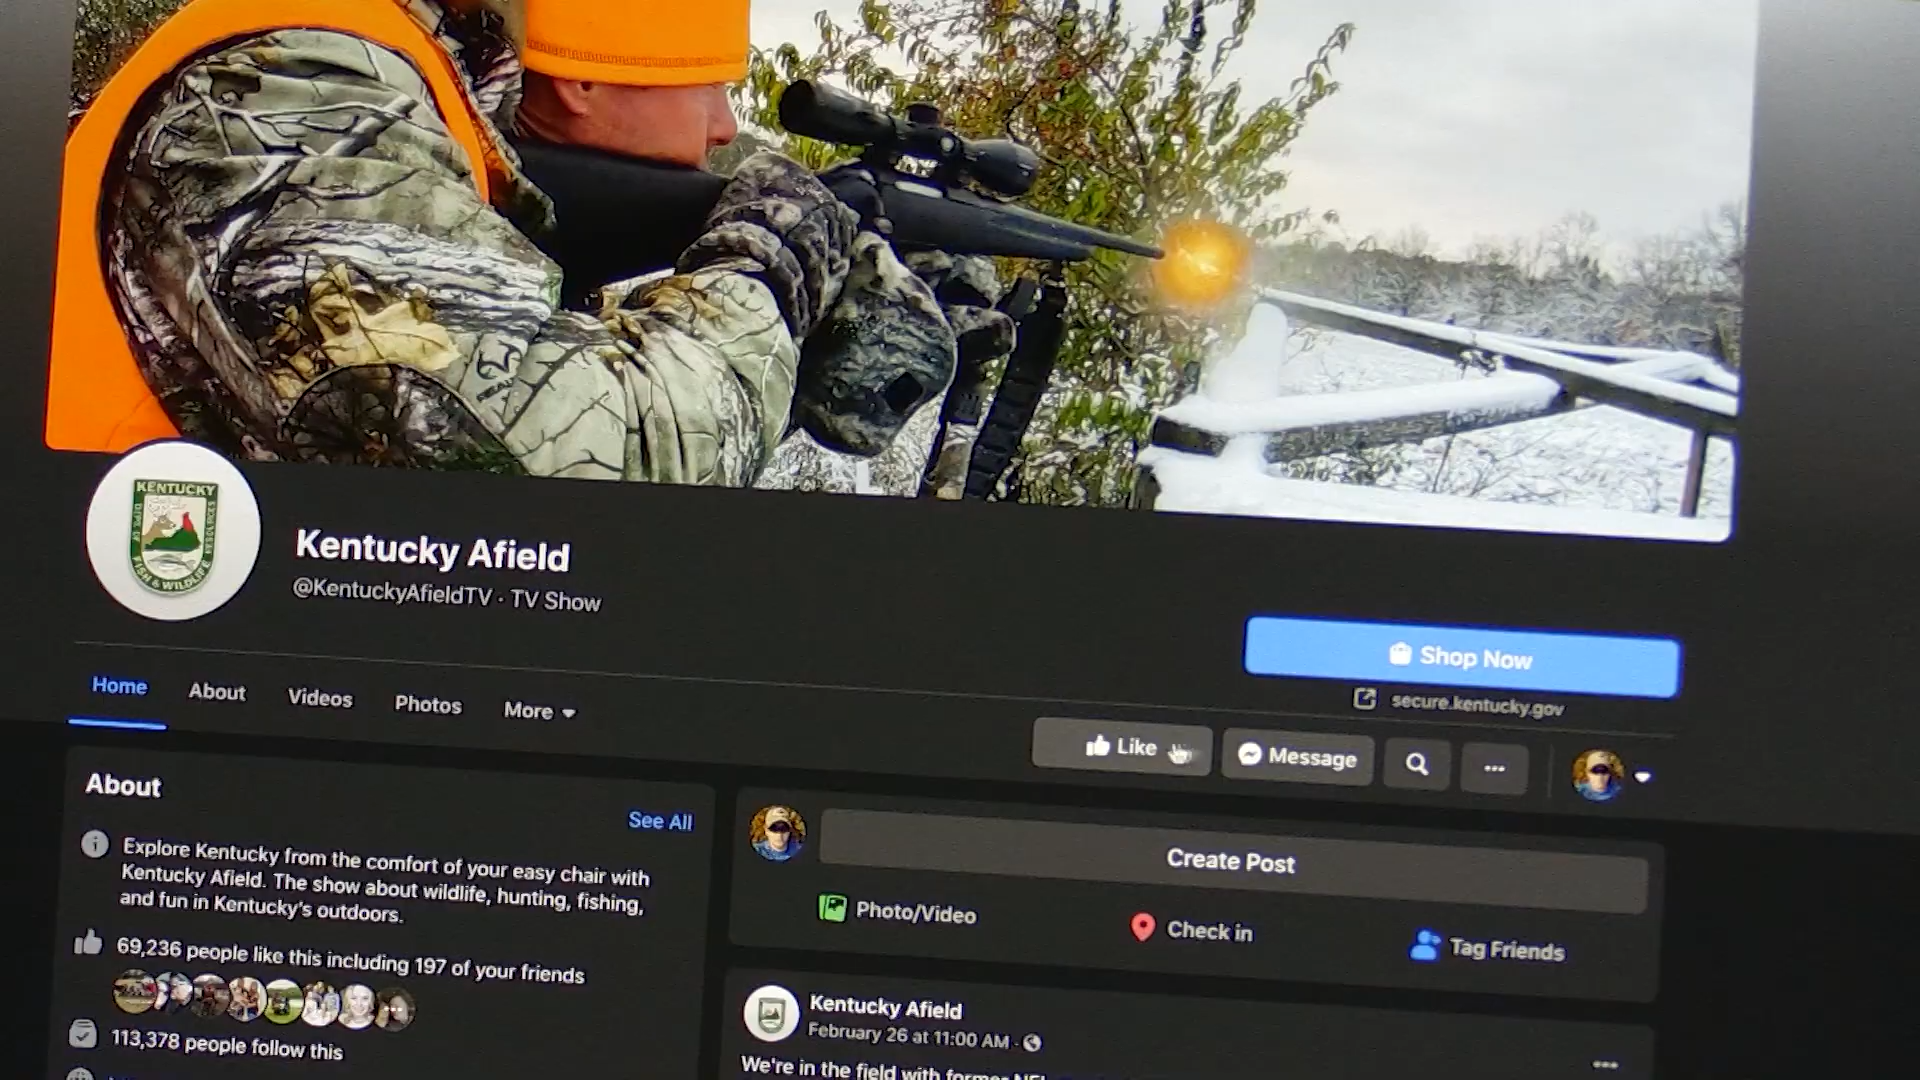 KENTUCKY
DEPT. OF
RESOURCES
FISH & WILDLIFE
Kentucky Afield
@KentuckyAfieldTV · TV Show
Shop Now
secure.kentucky.gov
Home
About
Videos
Photos
More
Like
Message
...
About
See All
Explore Kentucky from the comfort of your easy chair with
Kentucky Afield. The show about wildlife, hunting, fishing,
and fun in Kentucky's outdoors.
69,236 people like this including 197 of your friends
113,378 people follow this
Create Post
Photo/Video
Check in
Tag Friends
Kentucky Afield
February 26 at 11:00 AM ·
We're in the field with former